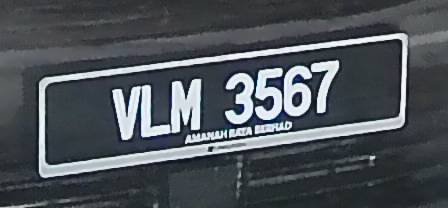 VLM 3567
AMANAH RAYA BERHAD